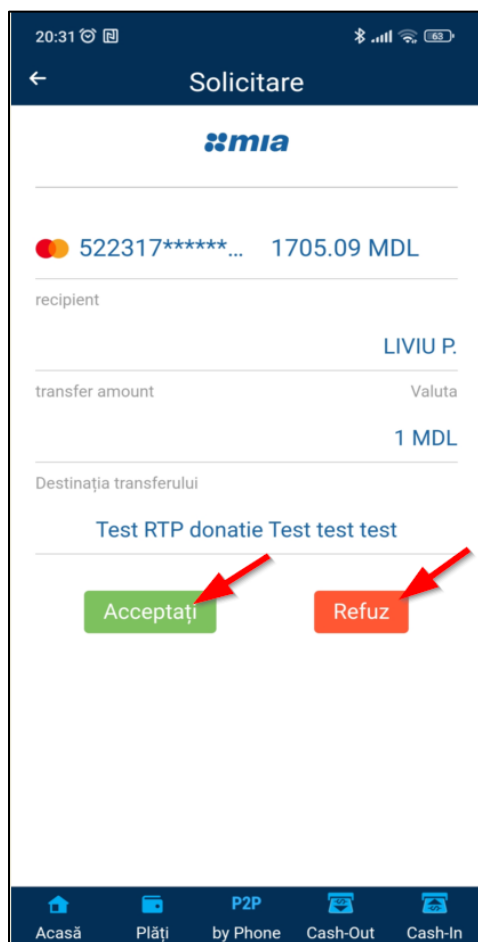 20:31 63
Solicitare
mıa
522317******... 1705.09 MDL
recipient
LIVIU P.
transfer amount Valuta
1 MDL
Destinația transferului
Test RTP donatie Test test test
Acceptați Refuz
P2P
Acasă Plăți by Phone Cash-Out Cash-In